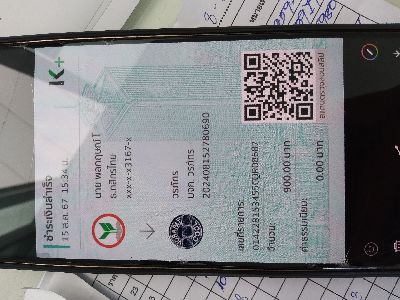 ชำระเงินสำเร็จ
15 ส.ค. 67 15:34 น.
K+
นาย พลกฤษณ์ โ
ธ.กสิกรไทย
xxx-x-x3167-x
วรภัทร
บจก. วรภัทร
202408152780690
เลขที่รายการ:
014228153455CQR08687
จำนวน:
900.00 บาท
ค่าธรรมเนียม:
0.00 บาท
สแกนตรวจสอบสลิป